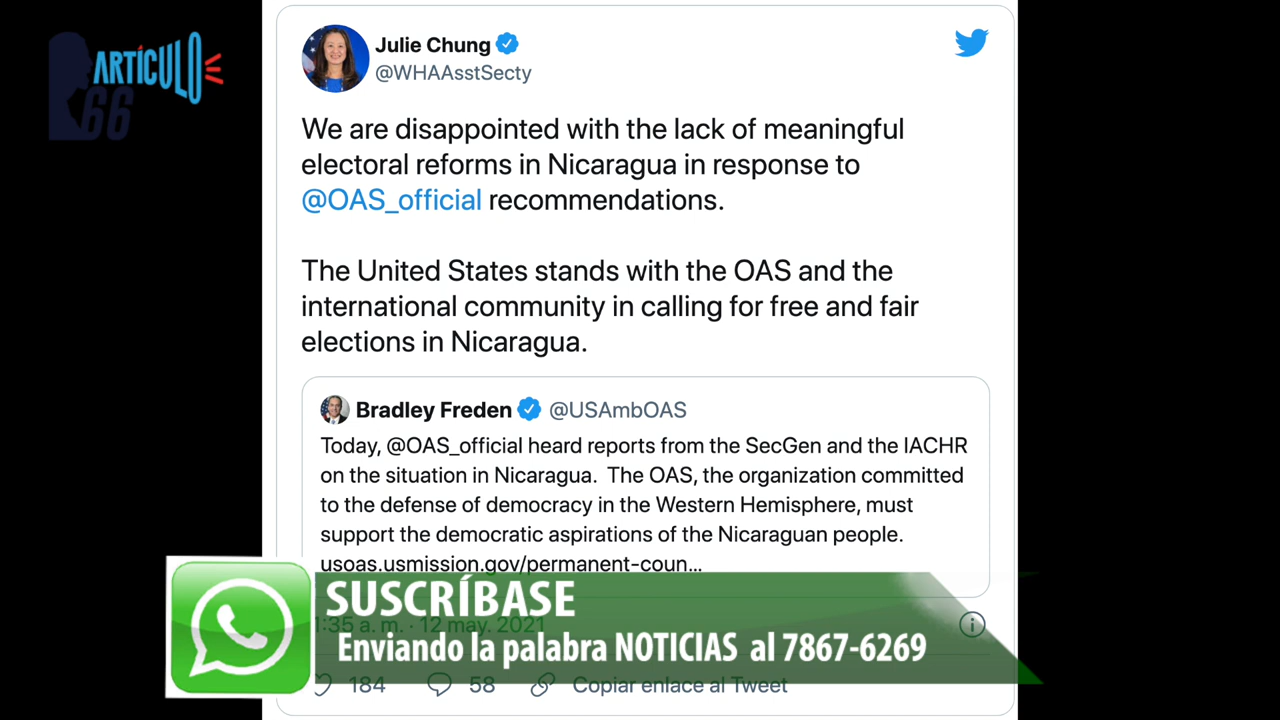 ARTÍCULO
66
Julie Chung
@WHAAsstSecty
We are disappointed with the lack of meaningful
electoral reforms in Nicaragua in response to
@OAS_official recommendations.
The United States stands with the OAS and the
international community in calling for free and fair
elections in Nicaragua.
Bradley Freden @USAmbOAS
Today, @OAS_official heard reports from the SecGen and the IACHR
on the situation in Nicaragua. The OAS, the organization committed
to the defense of democracy in the Western Hemisphere, must
support the democratic aspirations of the Nicaraguan people.
usoas.usmission.gov/permanent-coun...
SUSCRÍBASE
1:35 a. m. · 12 may. 2021
Enviando la palabra NOTICIAS al 7867-6269
184 58 Copiar enlace al Tweet